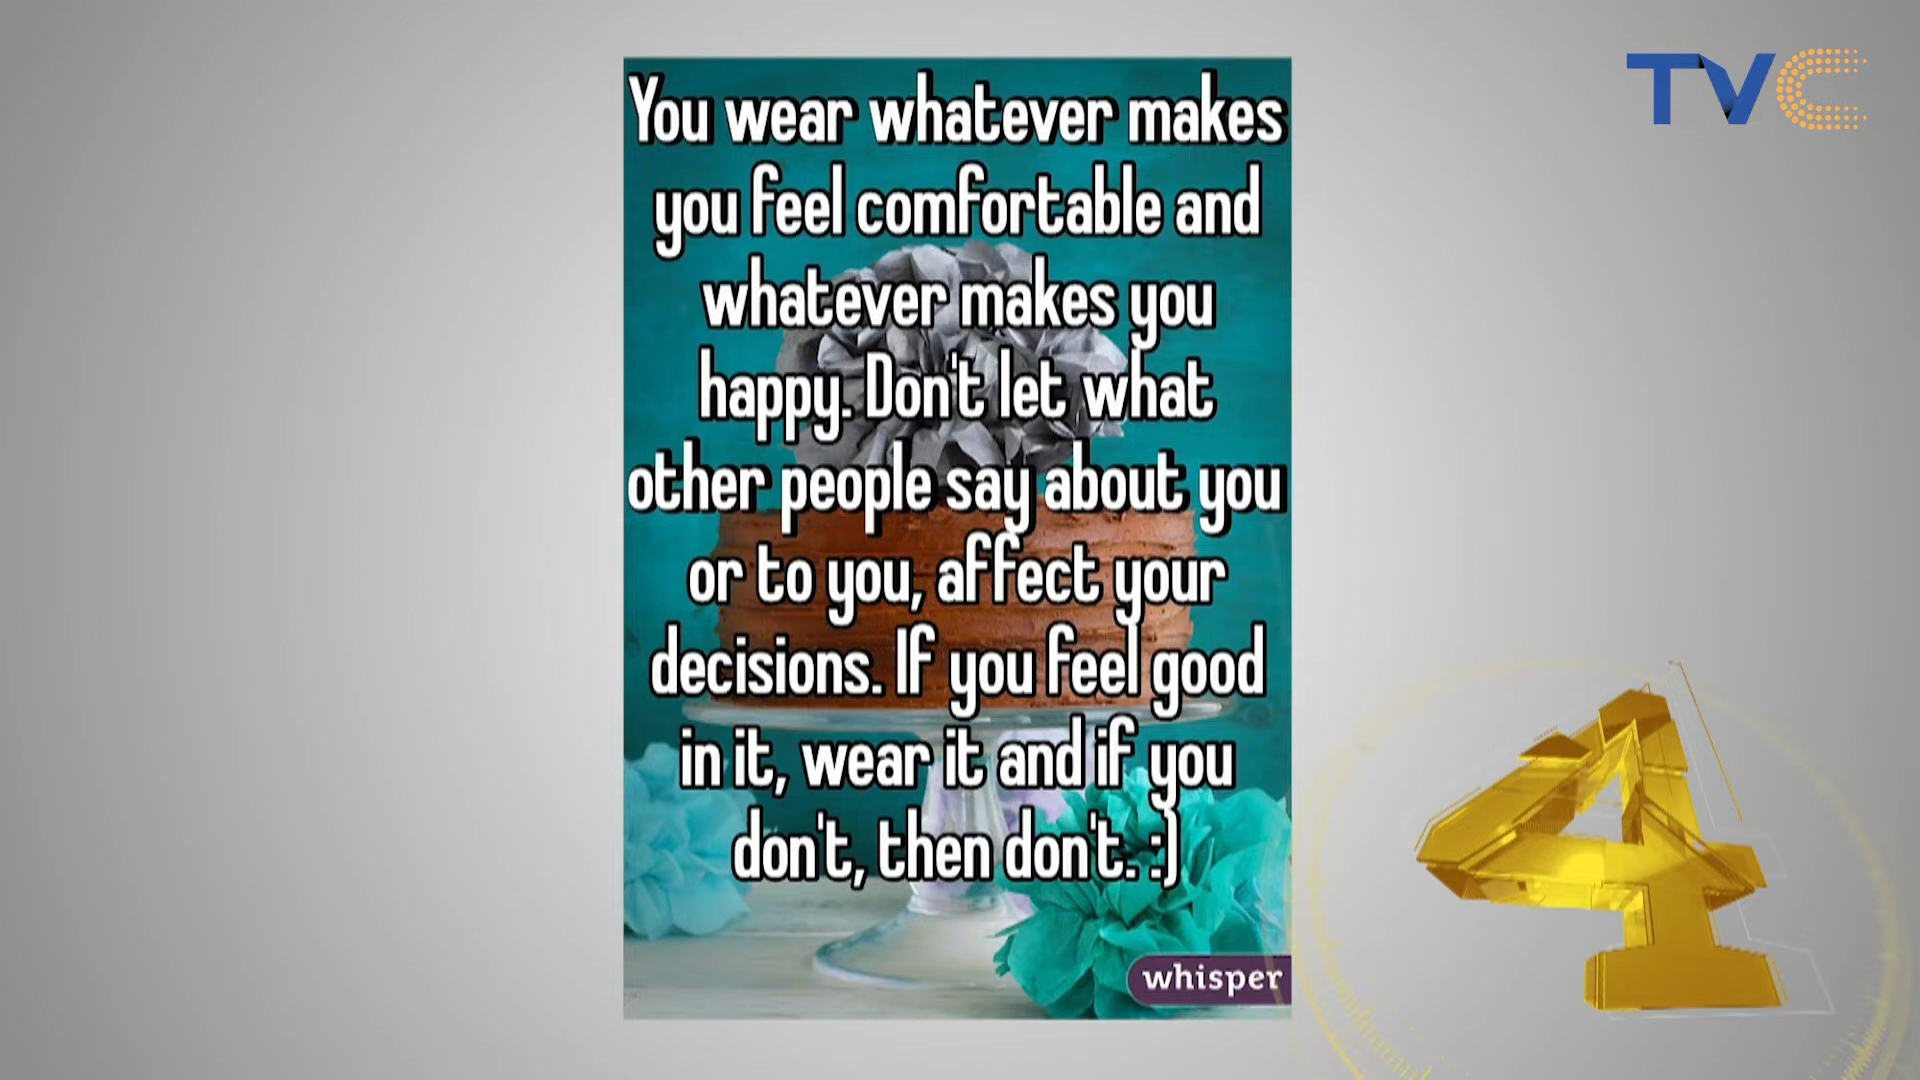 You wear whatever makes
you feel comfortable and
whatever makes you
happy. Don't let what
other people say about you
or to you, affect your
decisions. If you feel good
in it, wear it and if you
don't, then don't. :)
whisper
TVC
4